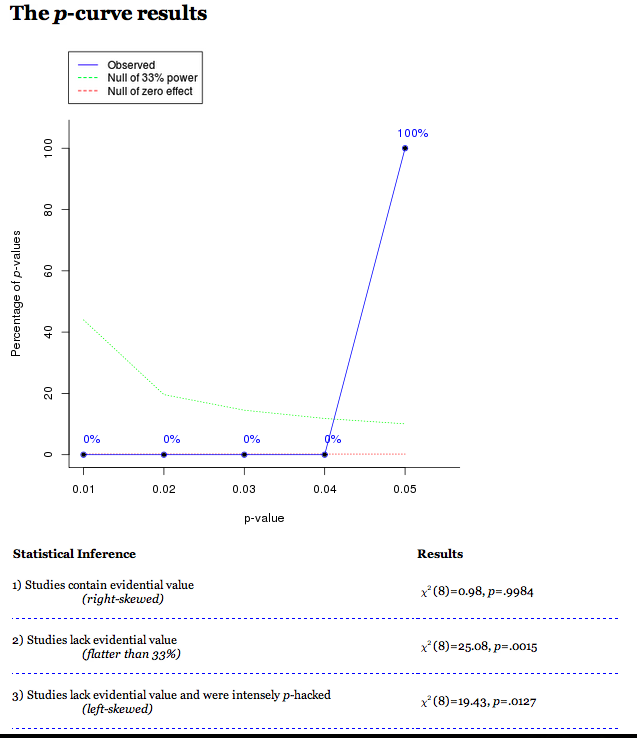 The p-curve results
Observed
Null of 33% power
Null of zero effect
100%
100
80
60
40
20
0
Percentage of p-values
0%
0%
0%
0%
0.01
0.02
0.03
0.04
0.05
p-value
Statistical Inference
Results
1) Studies contain evidential value
(right-skewed)
χ²(8)=0.98, p=.9984
2) Studies lack evidential value
(flatter than 33%)
χ²(8)=25.08, p=.0015
3) Studies lack evidential value and were intensely p-hacked
(left-skewed)
χ²(8)=19.43, p=.0127